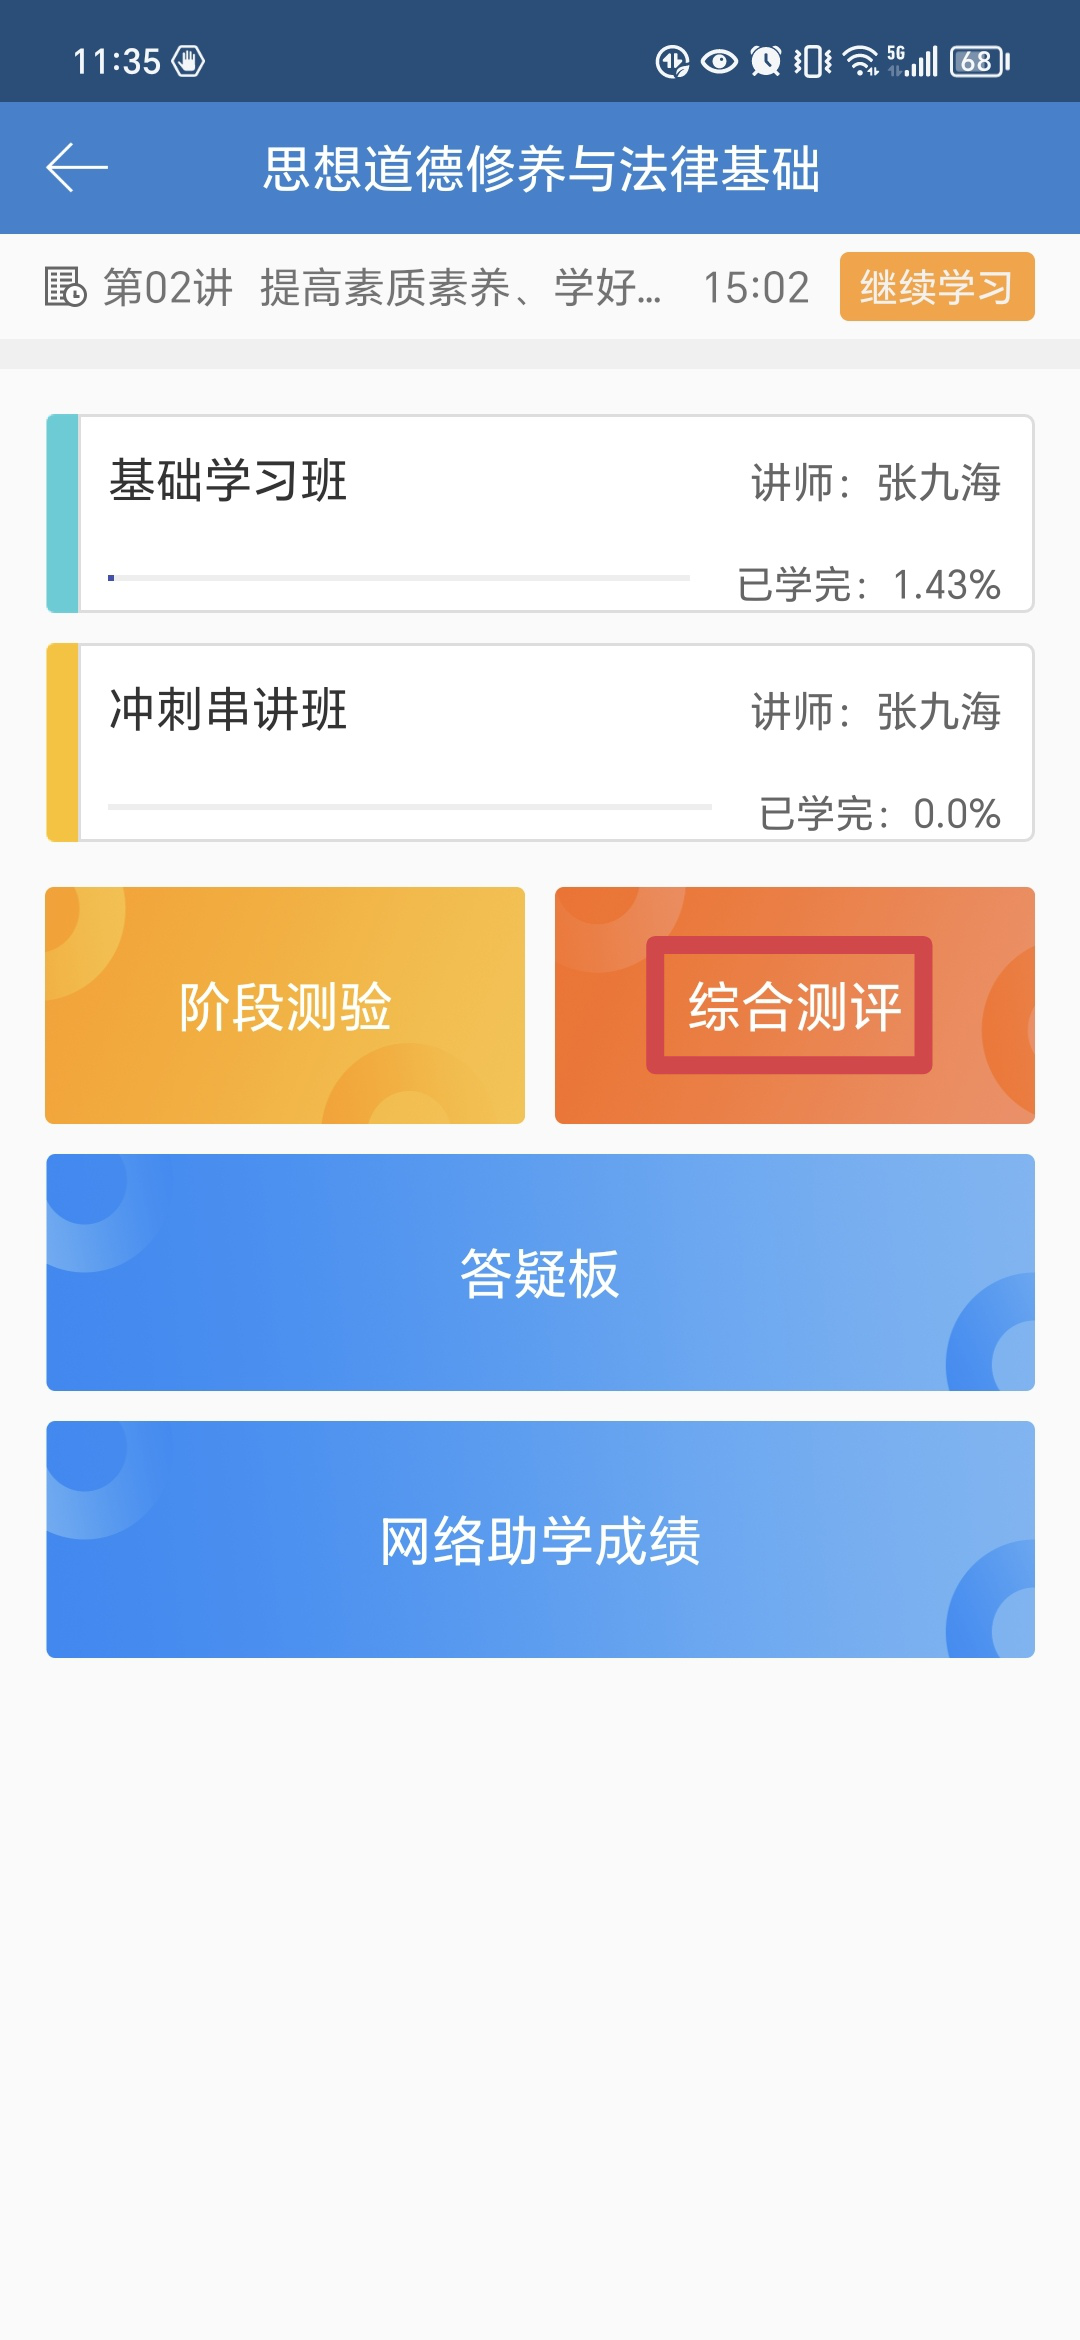 11:35 5G 68
思想道德修养与法律基础
第02讲 提高素质素养、学好... 15:02 继续学习
基础学习班 讲师：张九海
已学完：1.43%
冲刺串讲班 讲师：张九海
已学完：0.0%
阶段测验 综合测评
答疑板
网络助学成绩